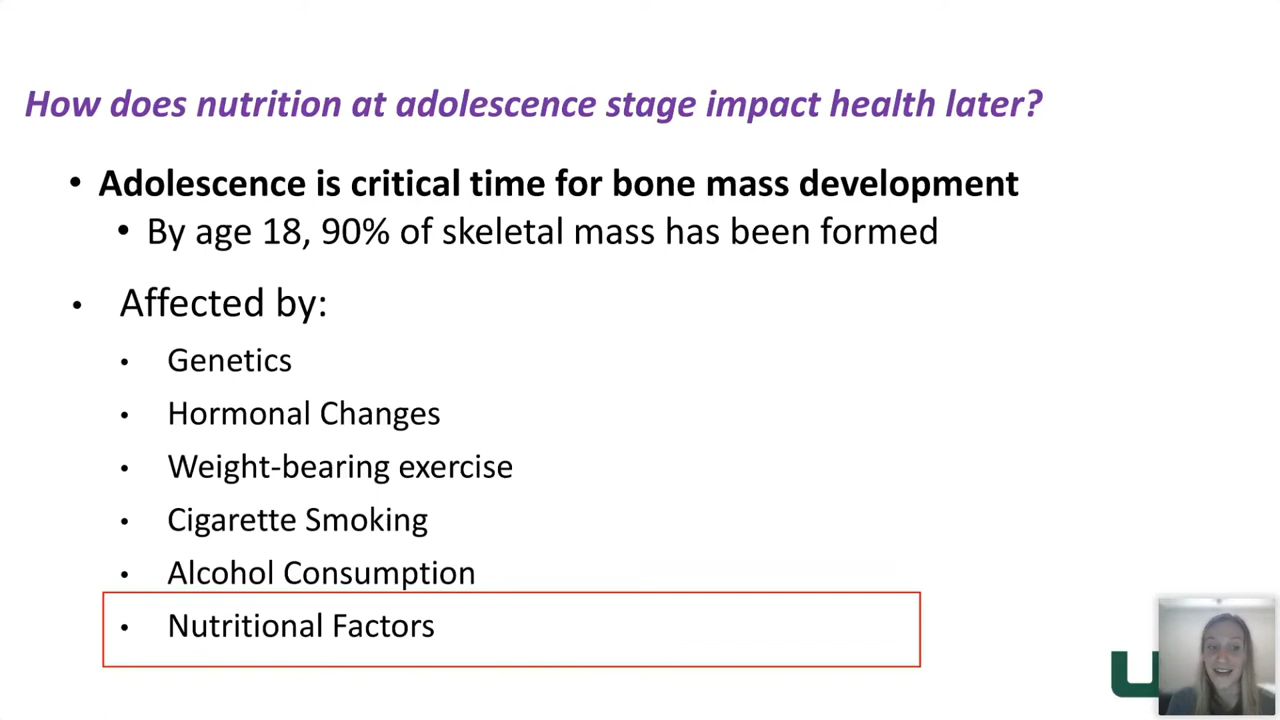 How does nutrition at adolescence stage impact health later?
• Adolescence is critical time for bone mass development
• By age 18, 90% of skeletal mass has been formed
• Affected by:
• Genetics
• Hormonal Changes
• Weight-bearing exercise
• Cigarette Smoking
• Alcohol Consumption
• Nutritional Factors